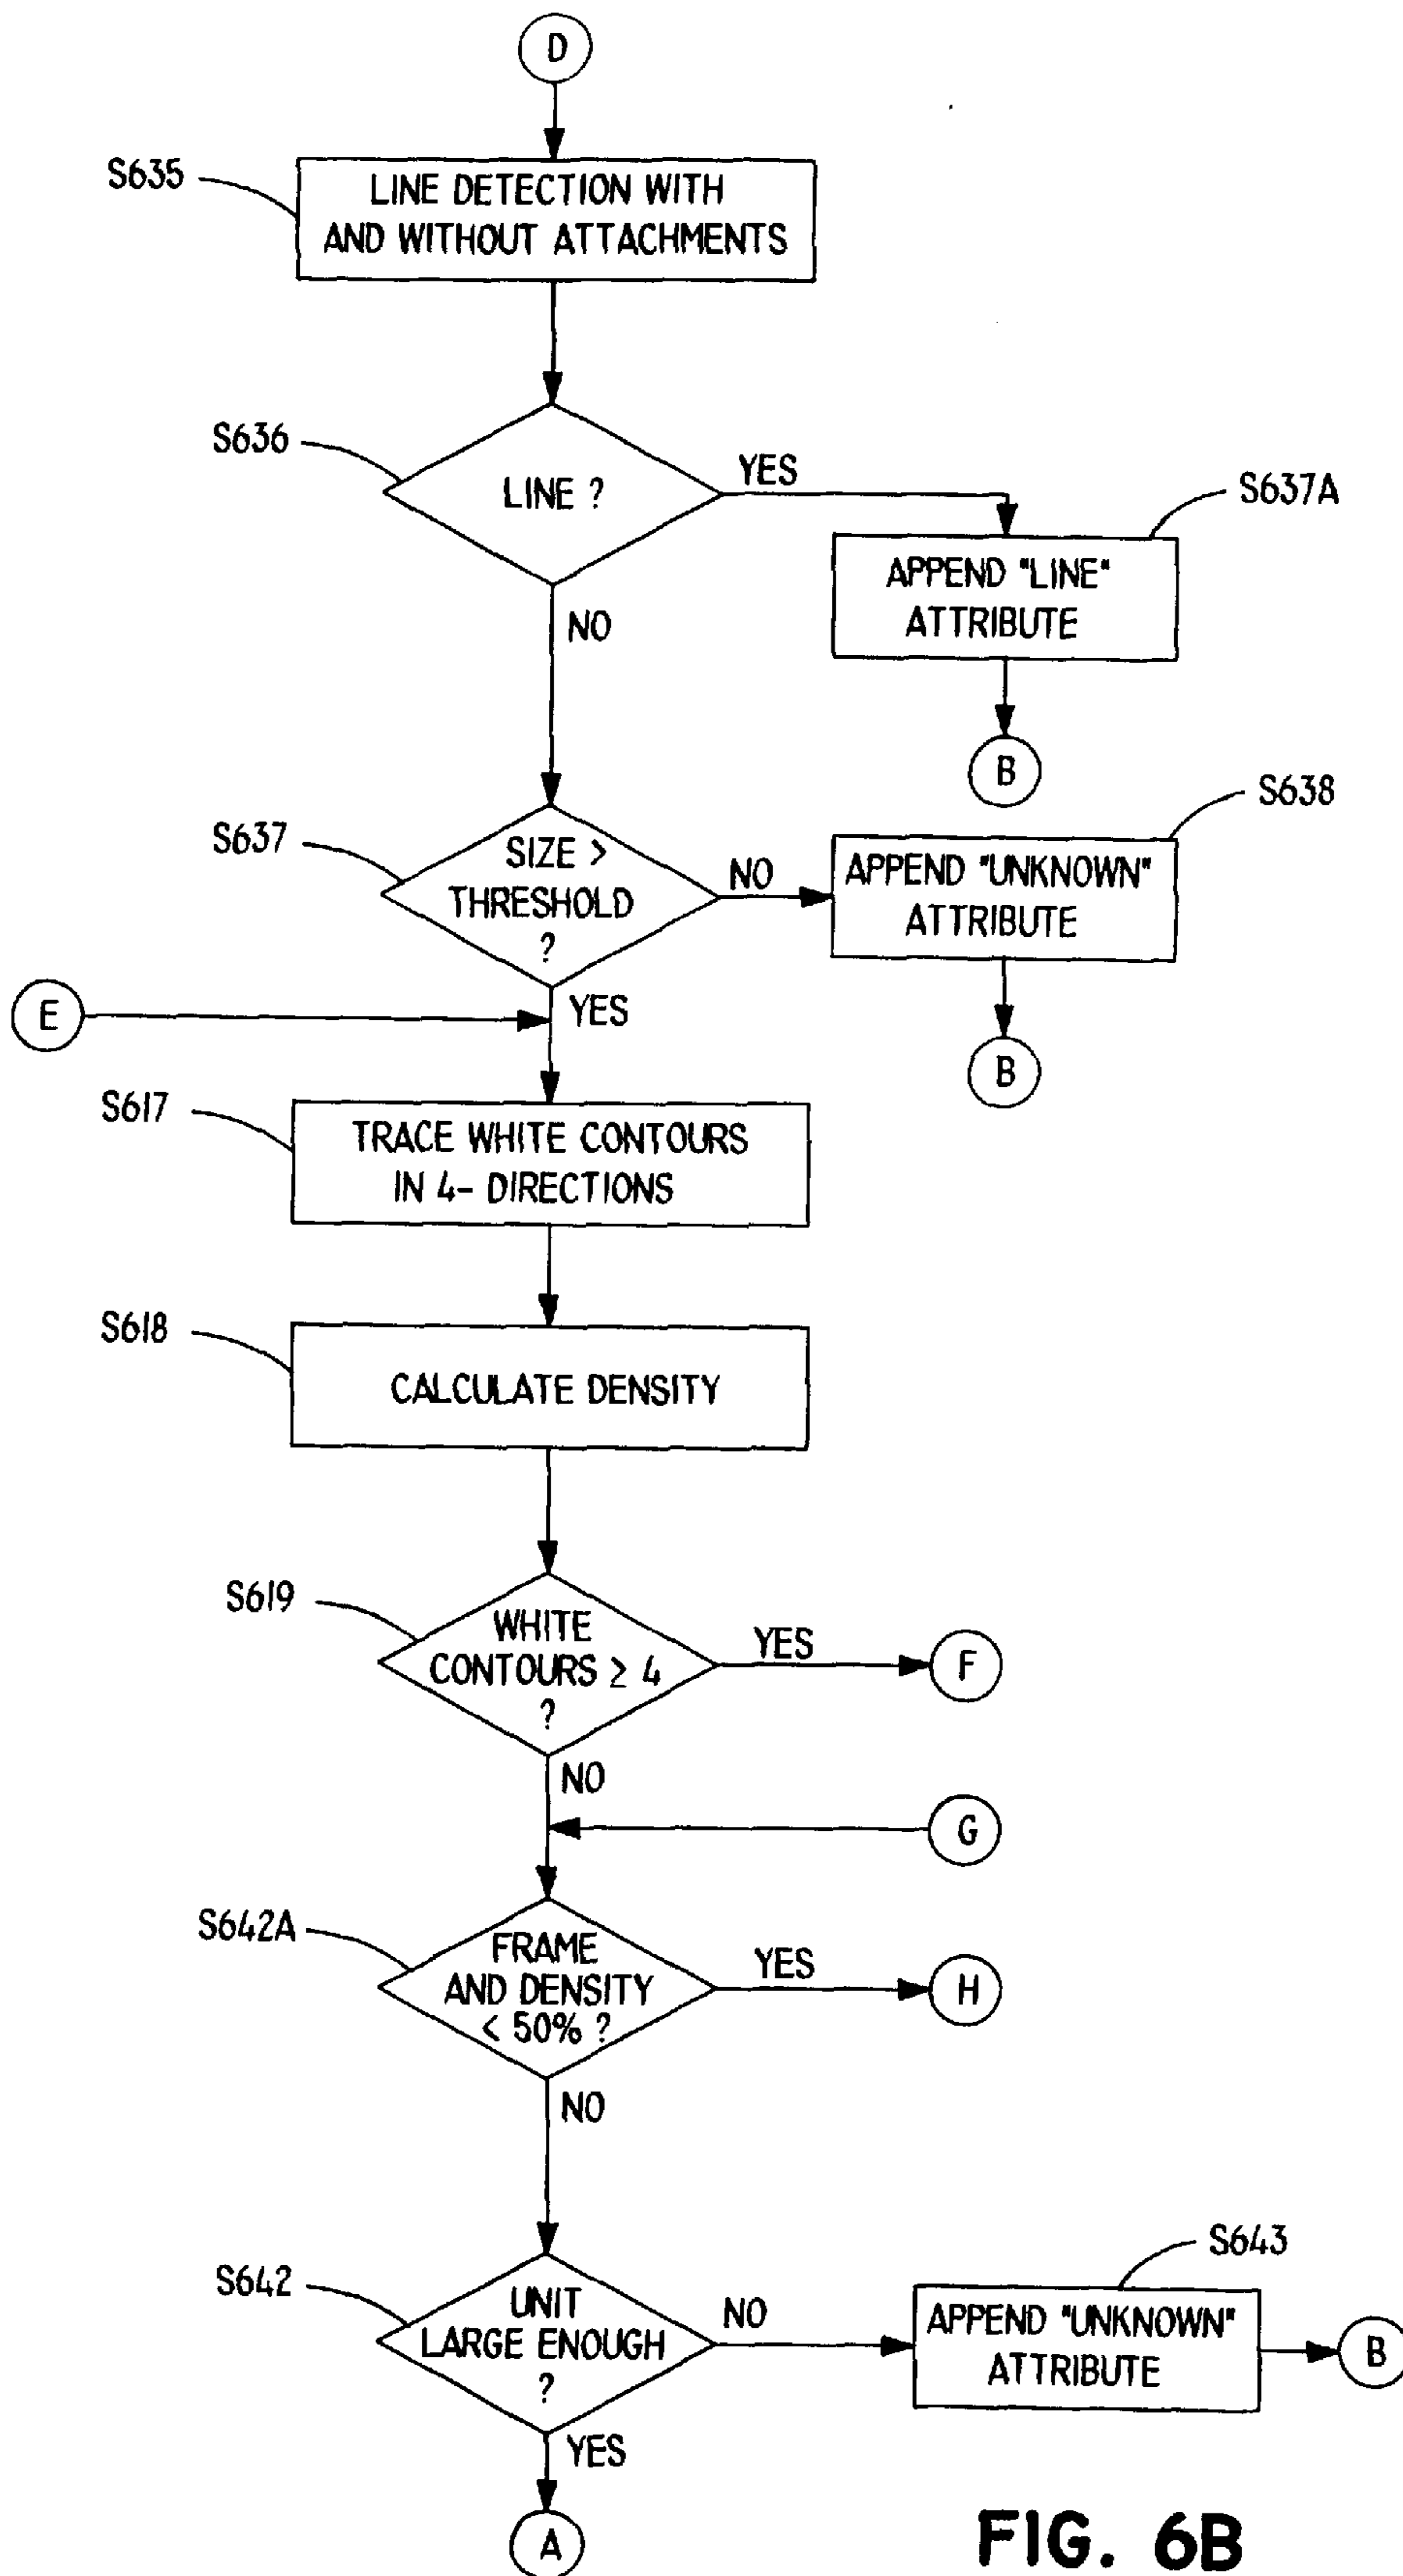 D
S635
LINE DETECTION WITH
AND WITHOUT ATTACHMENTS
S636
LINE ?
YES
S637A
APPEND "LINE"
ATTRIBUTE
NO
B
S637
SIZE >
THRESHOLD
?
NO
S638
APPEND "UNKNOWN"
ATTRIBUTE
B
E
YES
S617
TRACE WHITE CONTOURS
IN 4- DIRECTIONS
S618
CALCULATE DENSITY
S619
WHITE
CONTOURS ≥ 4
?
YES
F
NO
G
S642A
FRAME
AND DENSITY
< 50% ?
YES
H
NO
S642
UNIT
LARGE ENOUGH
?
NO
S643
APPEND "UNKNOWN"
ATTRIBUTE
B
YES
A
FIG. 6B